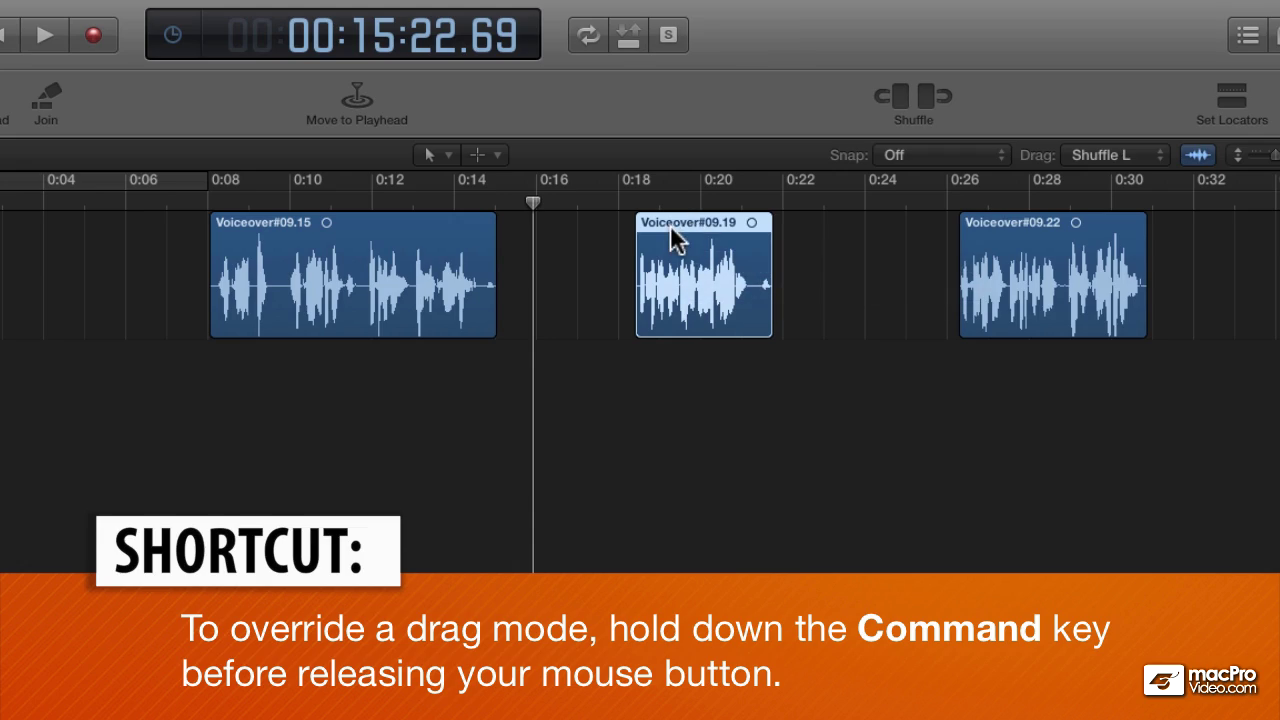 00:00:15:22.69
S
Join
Move to Playhead
Shuffle
Set Locators
Snap: Off
Drag: Shuffle L
0:04 0:06 0:08 0:10 0:12 0:14 0:16 0:18 0:20 0:22 0:24 0:26 0:28 0:30 0:32
Voiceover#09.15
Voiceover#09.19
Voiceover#09.22
SHORTCUT:
To override a drag mode, hold down the Command key
before releasing your mouse button.
macPro
Video.com